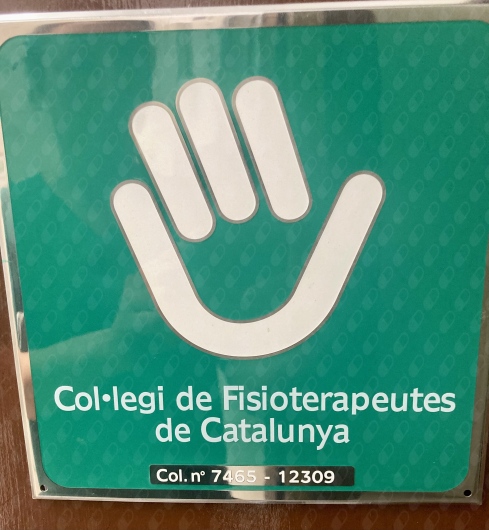 Col•legi de Fisioterapeutes
de Catalunya
Col. nº 7465 - 12309